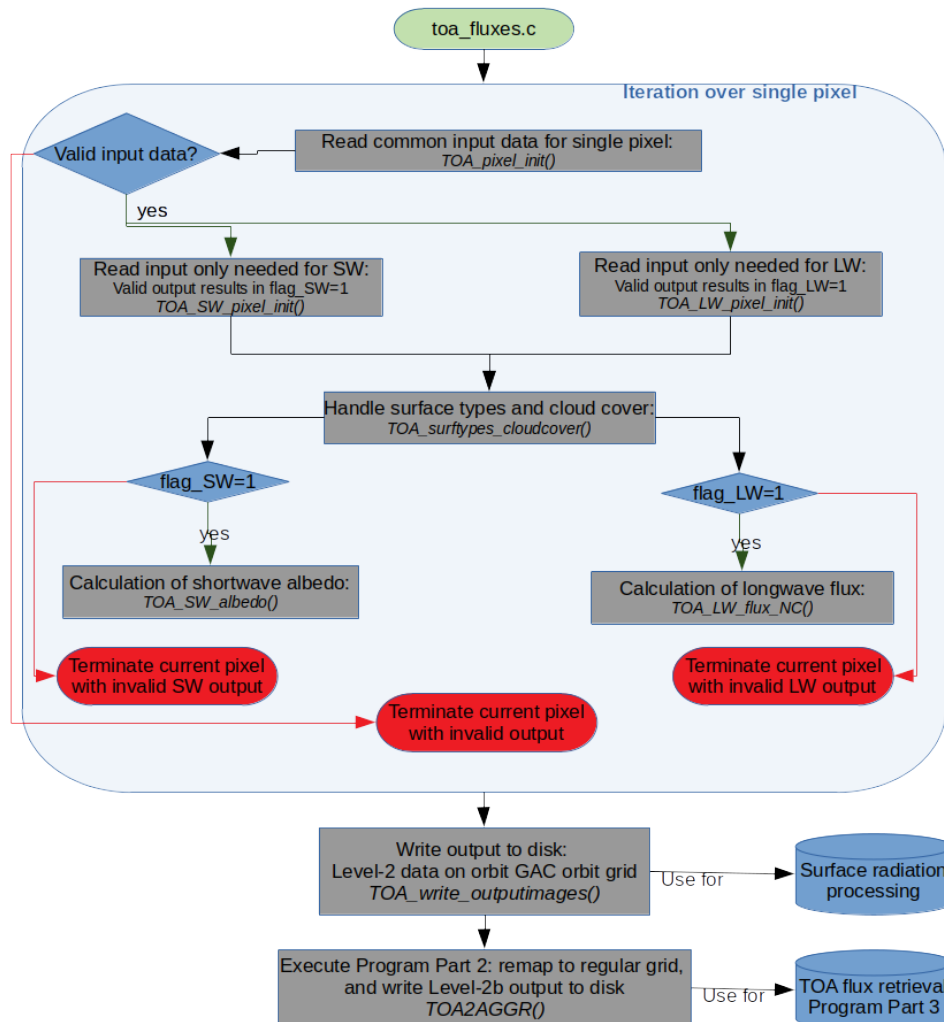 toa_fluxes.c
Iteration over single pixel
Valid input data?
Read common input data for single pixel:
TOA_pixel_init()
yes
Read input only needed for SW:
Valid output results in flag_SW=1
TOA_SW_pixel_init()
Read input only needed for LW:
Valid output results in flag_LW=1
TOA_LW_pixel_init()
Handle surface types and cloud cover:
TOA_surftypes_cloudcover()
flag_SW=1
flag_LW=1
yes
yes
Calculation of shortwave albedo:
TOA_SW_albedo()
Calculation of longwave flux:
TOA_LW_flux_NC()
Terminate current pixel
with invalid SW output
Terminate current pixel
with invalid LW output
Terminate current pixel
with invalid output
Write output to disk:
Level-2 data on orbit GAC orbit grid
TOA_write_outputimages()
Use for
Surface radiation
processing
Execute Program Part 2: remap to regular grid,
and write Level-2b output to disk
TOA2AGGR()
Use for
TOA flux retrieval
Program Part 3